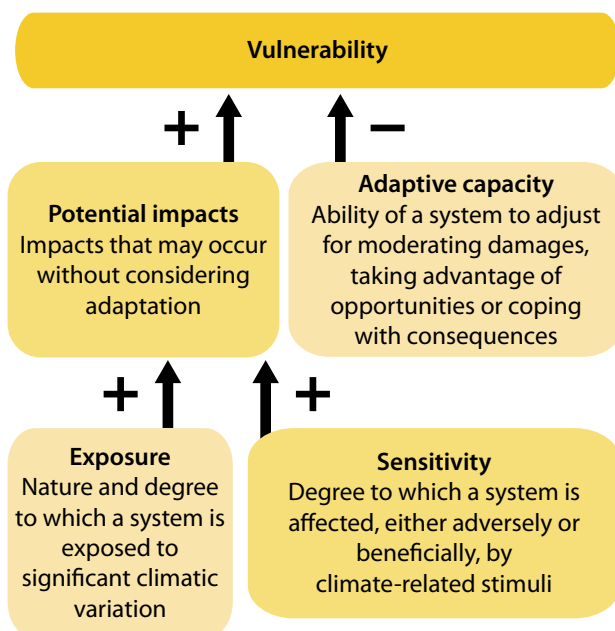 Vulnerability
+
−
Potential impacts
Impacts that may occur
without considering
adaptation
Adaptive capacity
Ability of a system to adjust
for moderating damages,
taking advantage of
opportunities or coping
with consequences
+
+
Exposure
Nature and degree
to which a system is
exposed to
significant climatic
variation
Sensitivity
Degree to which a system is
affected, either adversely or
beneficially, by
climate-related stimuli